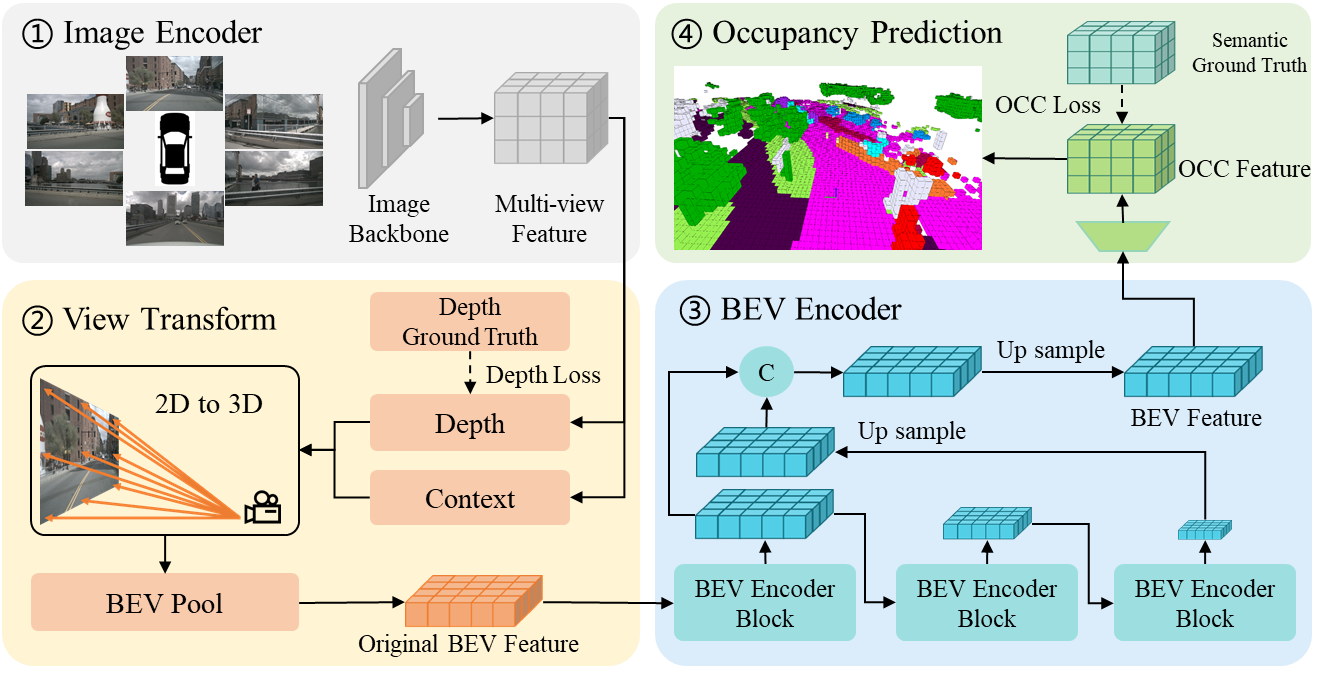 ① Image Encoder
Image
Backbone
Multi-view
Feature
② View Transform
Depth
Ground Truth
Depth Loss
2D to 3D
Depth
Context
BEV Pool
Original BEV Feature
③ BEV Encoder
C
Up sample
BEV Feature
Up sample
BEV Encoder
Block
BEV Encoder
Block
BEV Encoder
Block
④ Occupancy Prediction
Semantic
Ground Truth
OCC Loss
OCC Feature